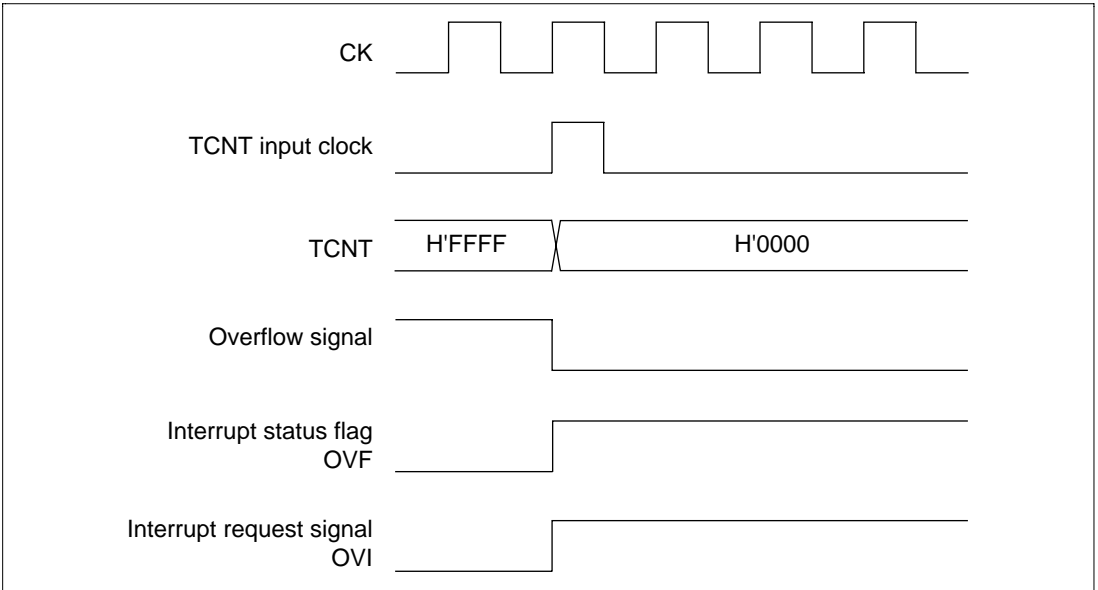 CK
TCNT input clock
TCNT
H'FFFF
H'0000
Overflow signal
Interrupt status flag
OVF
Interrupt request signal
OVI